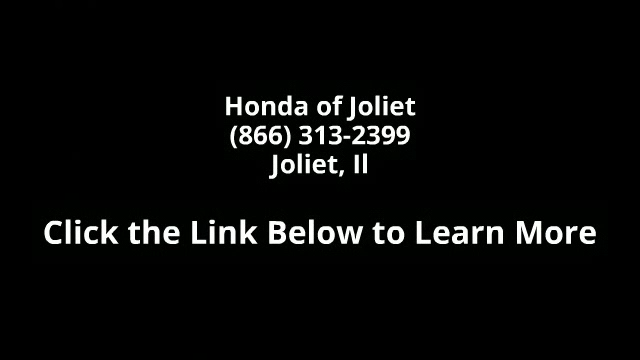 Honda of Joliet
(866) 313-2399
Joliet, Il
Click the Link Below to Learn More